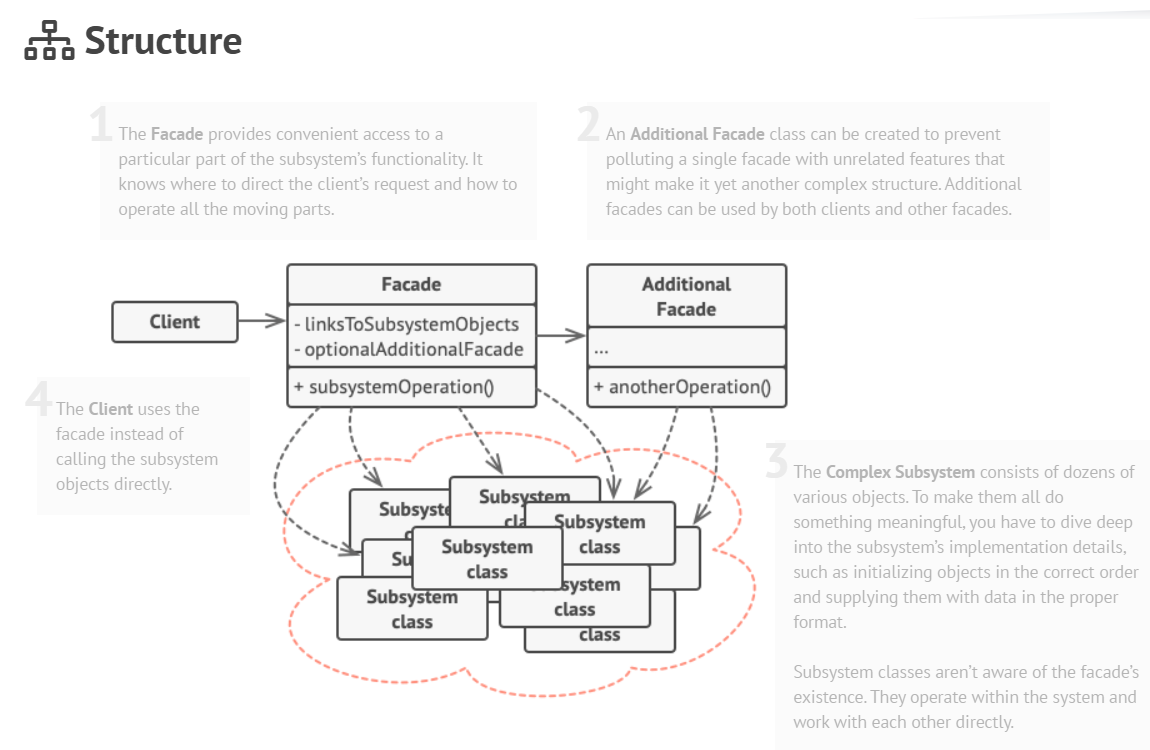 Structure
1
The Facade provides convenient access to a
particular part of the subsystem's functionality. It
knows where to direct the client's request and how to
operate all the moving parts.
2
An Additional Facade class can be created to prevent
polluting a single facade with unrelated features that
might make it yet another complex structure. Additional
facades can be used by both clients and other facades.
Client
Facade
- linksToSubsystemObjects
- optionalAdditionalFacade
+ subsystemOperation()
Additional
Facade
...
+ anotherOperation()
4
The Client uses the
facade instead of
calling the subsystem
objects directly.
3
The Complex Subsystem consists of dozens of
various objects. To make them all do
something meaningful, you have to dive deep
into the subsystem's implementation details,
such as initializing objects in the correct order
and supplying them with data in the proper
format.
Subsystem classes aren't aware of the facade's
existence. They operate within the system and
work with each other directly.
Subsystem
Subsystem
class
Subsystem
class
Subsystem
class
class
class